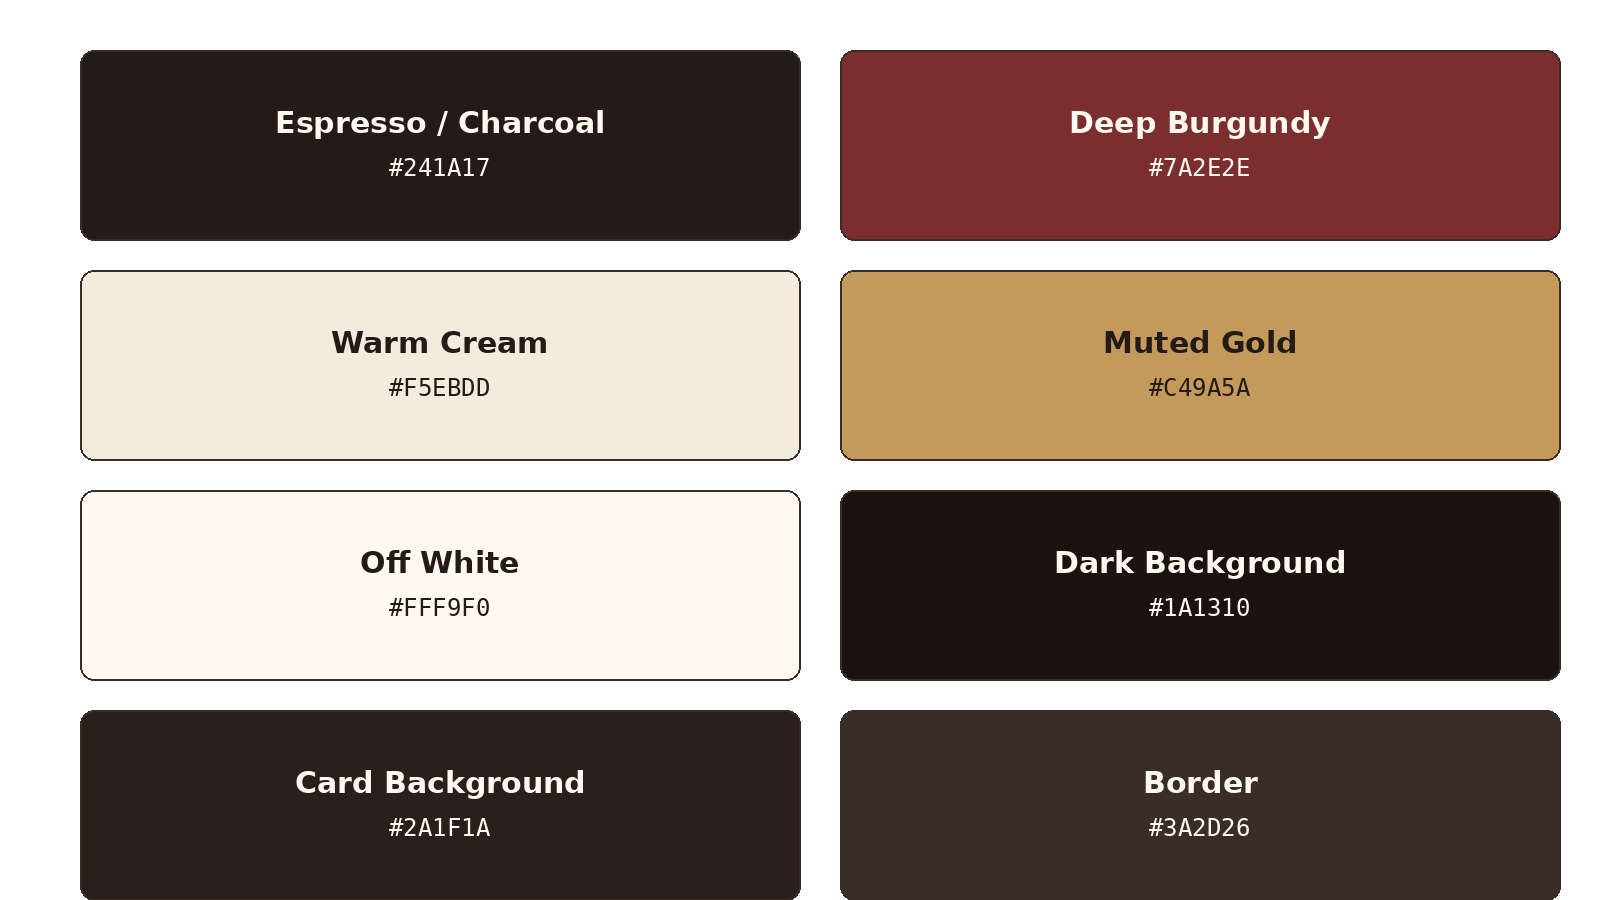 Espresso / Charcoal
#241A17
Deep Burgundy
#7A2E2E
Warm Cream
#F5EBDD
Muted Gold
#C49A5A
Off White
#FFF9F0
Dark Background
#1A1310
Card Background
#2A1F1A
Border
#3A2D26